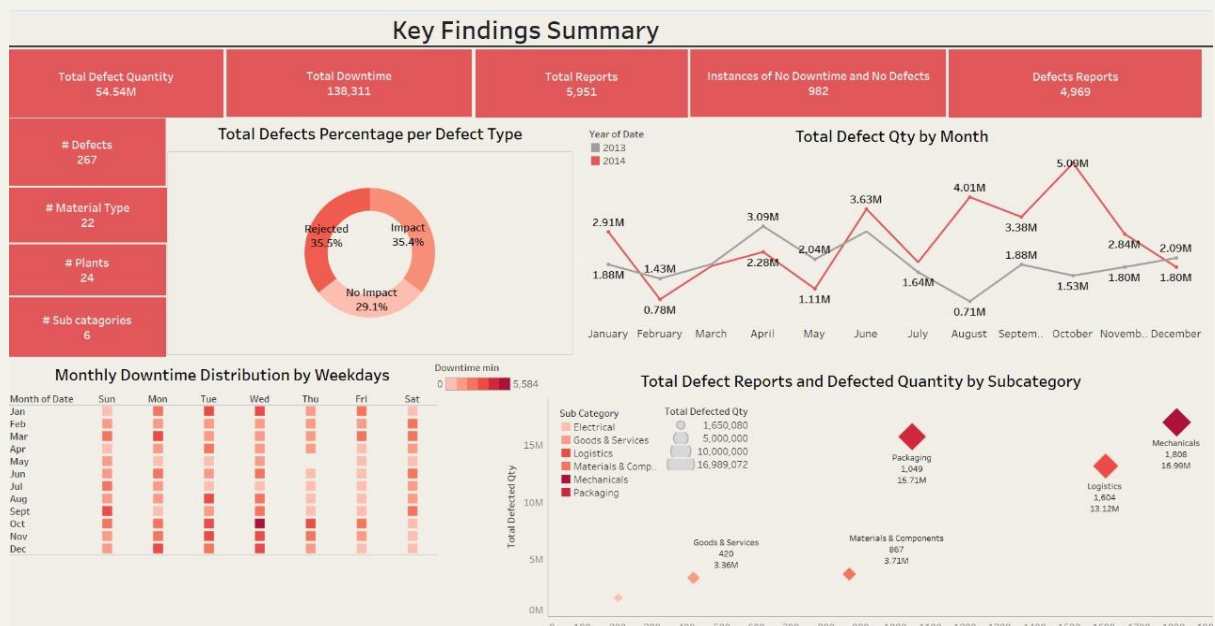 Key Findings Summary
Total Defect Quantity
54.54M
Total Downtime
138,311
Total Reports
5,951
Instances of No Downtime and No Defects
982
Defects Reports
4,969
# Defects
267
# Material Type
22
# Plants
24
# Sub catagories
6
Total Defects Percentage per Defect Type
Rejected
35.5%
Impact
35.4%
No Impact
29.1%
Year of Date
2013
2014
Total Defect Qty by Month
2.91M
1.88M
1.43M
0.78M
3.09M
2.28M
2.04M
1.11M
3.63M
1.64M
4.01M
0.71M
3.38M
1.88M
5.09M
1.53M
2.84M
1.80M
2.09M
1.80M
January February March April May June July August Septem.. October Novemb.. December
Monthly Downtime Distribution by Weekdays
Downtime min
0 5,584
Month of Date Sun Mon Tue Wed Thu Fri Sat
Jan
Feb
Mar
Apr
May
Jun
Jul
Aug
Sept
Oct
Nov
Dec
Total Defect Reports and Defected Quantity by Subcategory
Sub Category
Electrical
Goods & Services
Logistics
Materials & Comp..
Mechanicals
Packaging
Total Defected Qty
1,650,080
5,000,000
10,000,000
16,989,072
Total Defected Qty
15M
10M
5M
0M
Goods & Services
420
3.36M
Materials & Components
867
3.71M
Packaging
1,049
15.71M
Logistics
1,604
13.12M
Mechanicals
1,808
16.99M